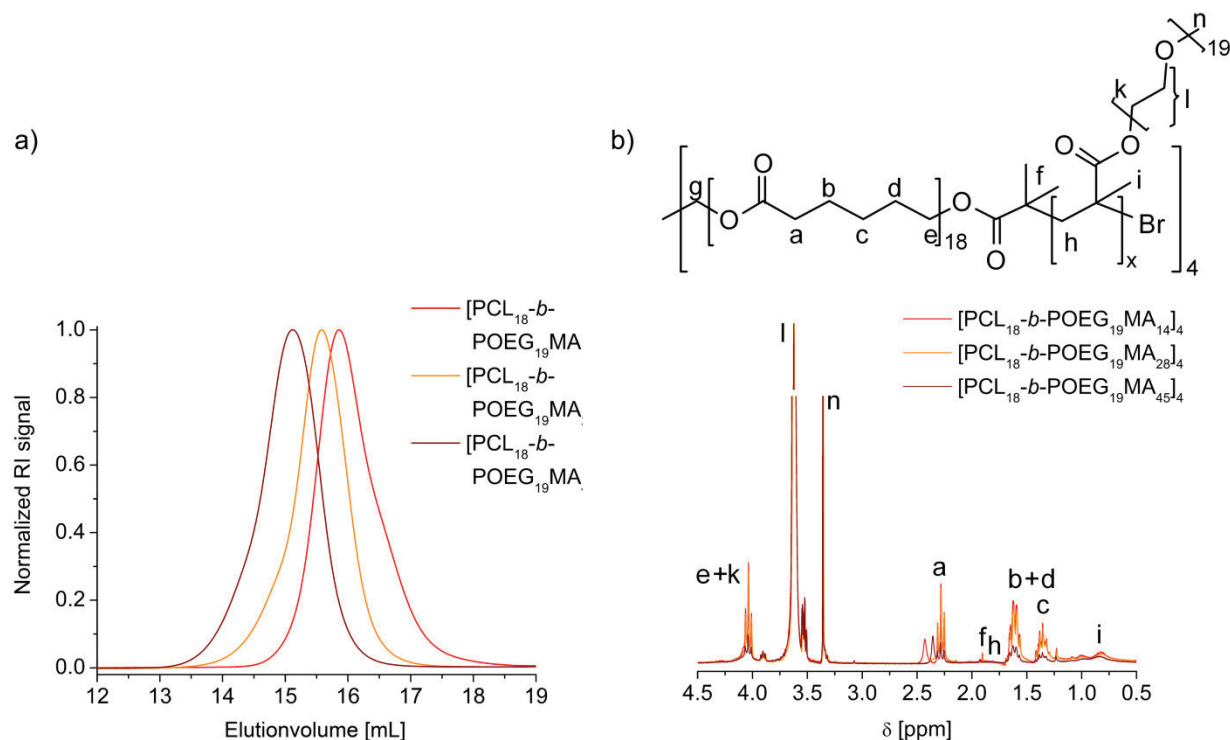 a)
[PCL18-b-
POEG19MA
[PCL18-b-
POEG19MA
[PCL18-b-
POEG19MA
Normalized RI signal
1.0
0.8
0.6
0.4
0.2
0.0
12 13 14 15 16 17 18 19
Elutionvolume [mL]
b)
n
19
O
k
l
O
O
O
g
b
d
f
i
O
O
Br
a
c
e
18
O
h
x
4
[PCL18-b-POEG19MA14]4
[PCL18-b-POEG19MA28]4
[PCL18-b-POEG19MA45]4
l
n
e+k
a
b+d
c
f
h
i
4.5 4.0 3.5 3.0 2.5 2.0 1.5 1.0 0.5
δ [ppm]